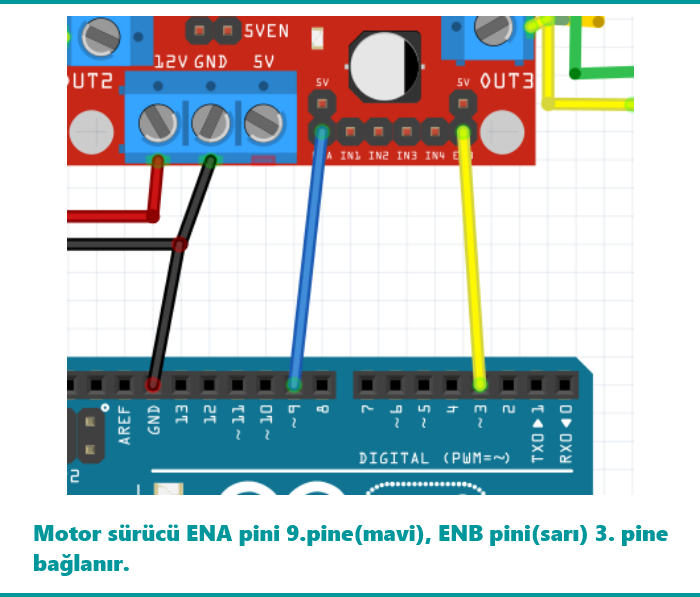 5VEN
12V GND 5V
5V
5V
OUT3
IN1 IN2 IN3 IN4
AREF
GND
13
12
~11
~10
~9
8
7
~6
~5
4
~3
2
TX0▶1
RX0◀0
DIGITAL (PWM=~)
Motor sürücü ENA pini 9.pine(mavi), ENB pini(sarı) 3. pine
bağlanır.